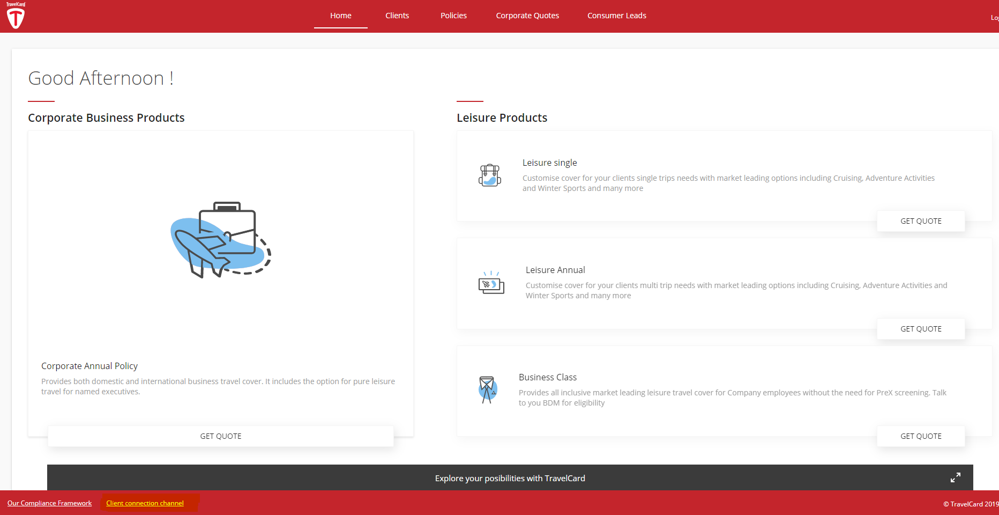 TravelCard
Home
Clients
Policies
Corporate Quotes
Consumer Leads
Good Afternoon !
Corporate Business Products
Corporate Annual Policy
Provides both domestic and international business travel cover. It includes the option for pure leisure
travel for named executives.
GET QUOTE
Leisure Products
Leisure single
Customise cover for your clients single trips needs with market leading options including Cruising, Adventure Activities
and Winter Sports and many more
GET QUOTE
Leisure Annual
Customise cover for your clients multi trip needs with market leading options including Cruising, Adventure Activities and
Winter Sports and many more
GET QUOTE
Business Class
Provides all inclusive market leading leisure travel cover for Company employees without the need for PreX screening. Talk
to you BDM for eligibility
GET QUOTE
Explore your posibilities with TravelCard
Our Compliance Framework
Client connection channel
© TravelCard 2019